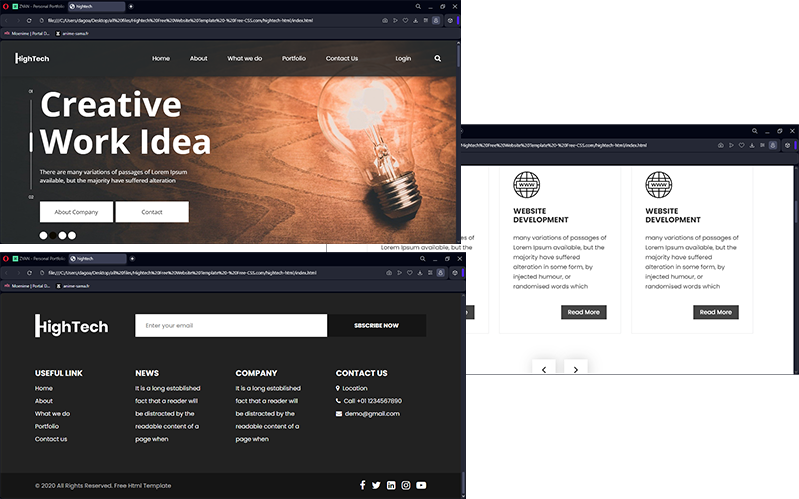 ZYAN - Personal Portfolio
hightech
file:///C:/Users/dagoa/Desktop/all%20files/Hightech%20Free%20Website%20Template%20-%20Free-CSS.com/hightech-html/index.html
Moenime | Portal D...
anime-sama.fr
HighTech
Home About What we do Portfolio Contact Us Login
01
Creative
Work Idea
There are many variations of passages of Lorem Ipsum
available, but the majority have suffered alteration
02
About Company Contact
Hightech%20Free%20Website%20Template%20-%20Free-CSS.com/hightech-html/index.html
WWW
WWW
WEBSITE
DEVELOPMENT
WEBSITE
DEVELOPMENT
Lorem Ipsum available, but the
many variations of passages of
Lorem Ipsum available, but the
majority have suffered
alteration in some form, by
injected humour, or
randomised words which
many variations of passages of
Lorem Ipsum available, but the
majority have suffered
alteration in some form, by
injected humour, or
randomised words which
Read More
Read More
ZYAN - Personal Portfolio
hightech
file:///C:/Users/dagoa/Desktop/all%20files/Hightech%20Free%20Website%20Template%20-%20Free-CSS.com/hightech-html/index.html
Moenime | Portal D...
anime-sama.fr
HighTech
Enter your email
SBSCRIBE NOW
USEFUL LINK
Home
About
What we do
Portfolio
Contact us
NEWS
It is a long established
fact that a reader will
be distracted by the
readable content of a
page when
COMPANY
It is a long established
fact that a reader will
be distracted by the
readable content of a
page when
CONTACT US
Location
Call +01 1234567890
demo@gmail.com
© 2020 All Rights Reserved. Free Html Template